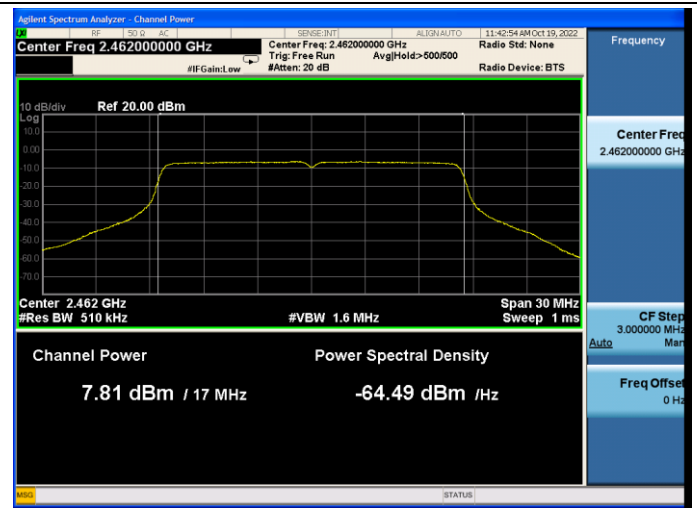 Agilent Spectrum Analyzer - Channel Power
RF 50 Ω AC SENSE:INT ALIGNAUTO 11:42:54 AM Oct 19, 2022
Center Freq 2.462000000 GHz
Center Freq: 2.462000000 GHz
Radio Std: None
Trig: Free Run Avg|Hold:>500/500
#IFGain:Low
#Atten: 20 dB
Radio Device: BTS
Frequency
10 dB/div Ref 20.00 dBm
Log
10.0
0.00
-10.0
-20.0
-30.0
-40.0
-50.0
-60.0
-70.0
Center Freq
2.462000000 GHz
Center 2.462 GHz Span 30 MHz
#Res BW 510 kHz #VBW 1.6 MHz Sweep 1 ms
CF Step
3.000000 MHz
Auto Man
Channel Power Power Spectral Density
7.81 dBm / 17 MHz -64.49 dBm /Hz
Freq Offset
0 Hz
MSG STATUS